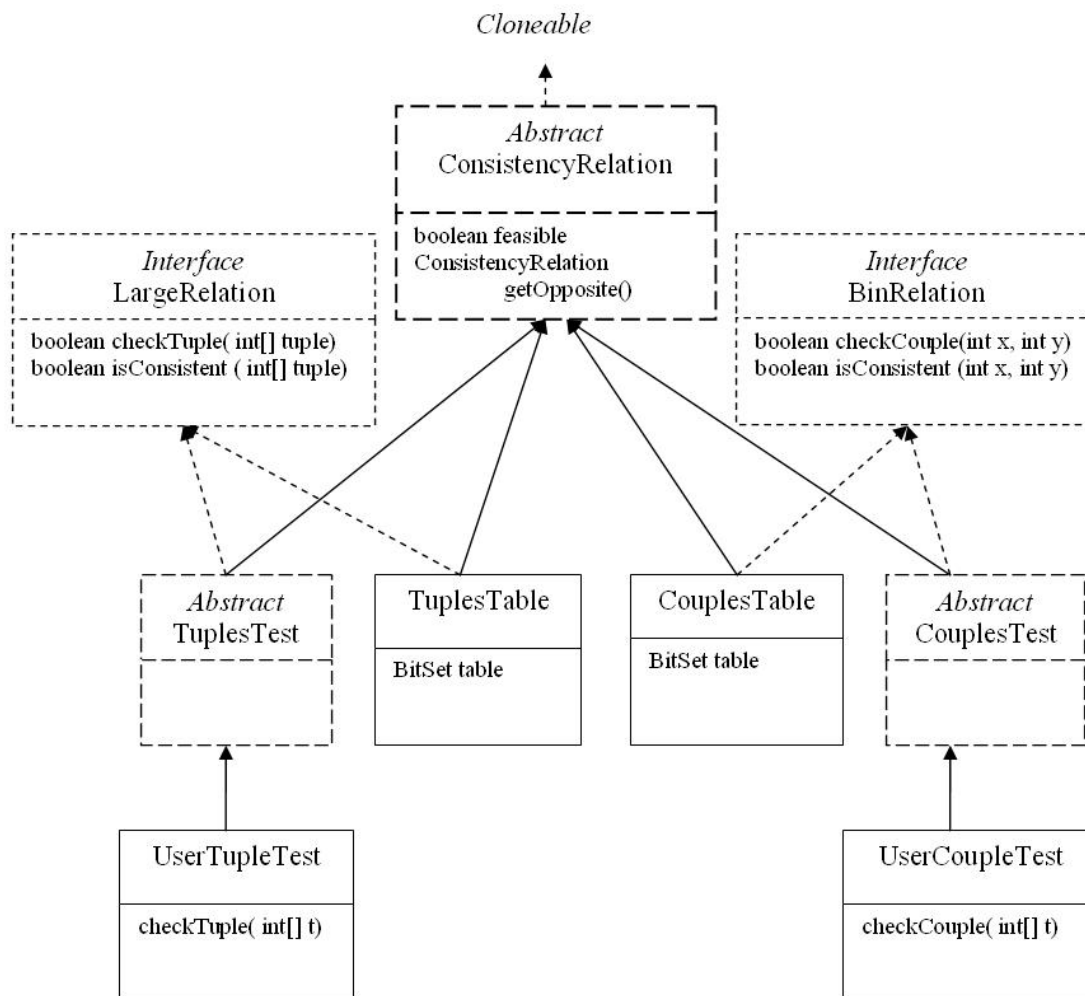 Cloneable
Abstract
ConsistencyRelation
boolean feasible
ConsistencyRelation
getOpposite()
Interface
LargeRelation
boolean checkTuple( int[] tuple)
boolean isConsistent ( int[] tuple)
Interface
BinRelation
boolean checkCouple(int x, int y)
boolean isConsistent (int x, int y)
Abstract
TuplesTest
TuplesTable
BitSet table
CouplesTable
BitSet table
Abstract
CouplesTest
UserTupleTest
checkTuple( int[] t)
UserCoupleTest
checkCouple( int[] t)